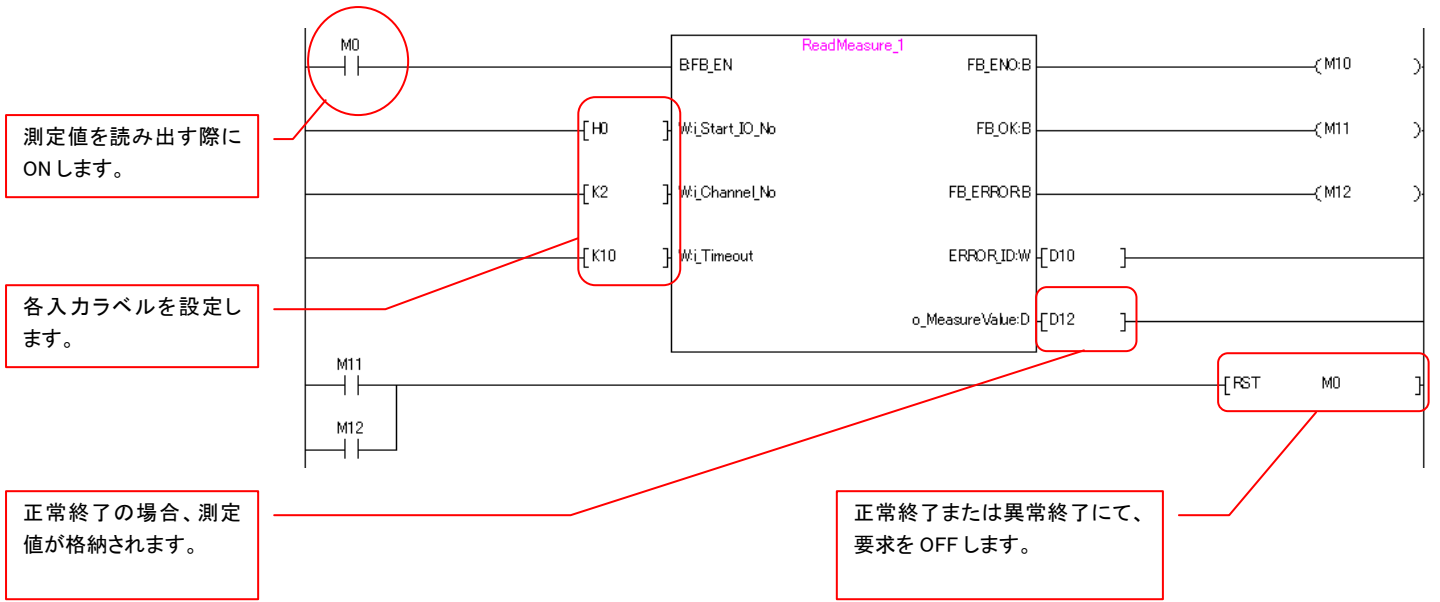 ReadMeasure_1
M0
B:FB_EN
FB_ENO:B
M10
測定値を読み出す際に
ONします。
H0
W:i_Start_IO_No
FB_OK:B
M11
K2
W:i_Channel_No
FB_ERROR:B
M12
K10
W:i_Timeout
ERROR_ID:W
D10
各入力ラベルを設定し
ます。
o_MeasureValue:D
D12
M11
RST M0
M12
正常終了の場合、測定
値が格納されます。
正常終了または異常終了にて、
要求を OFF します。